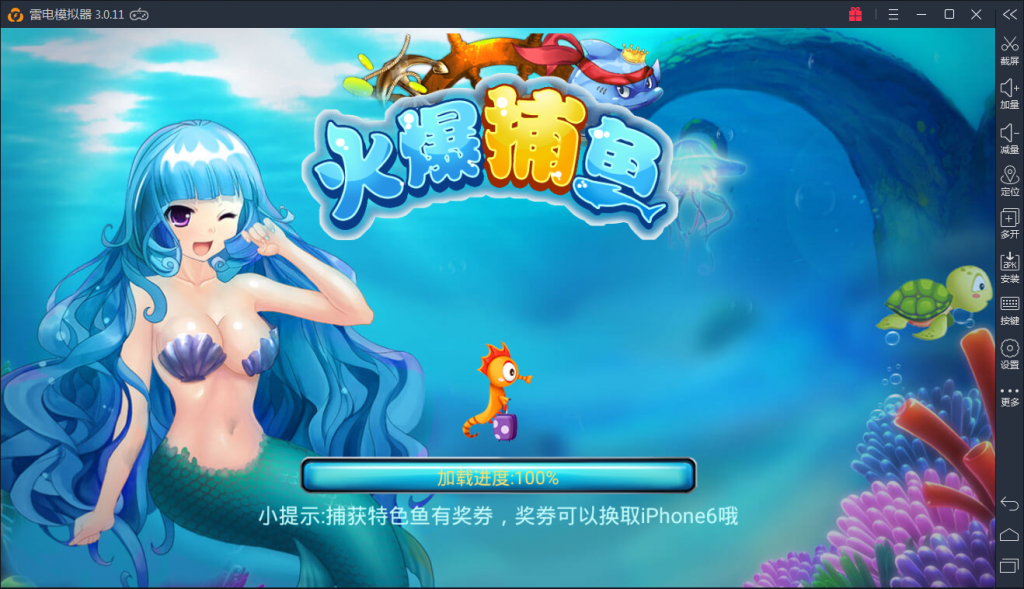 雷电模拟器 3.0.11
截屏
加量
减量
定位
多开
APK
安装
按键
设置
更多
火爆捕鱼
加载进度:100%
小提示:捕获特色鱼有奖券，奖券可以换取iPhone6哦